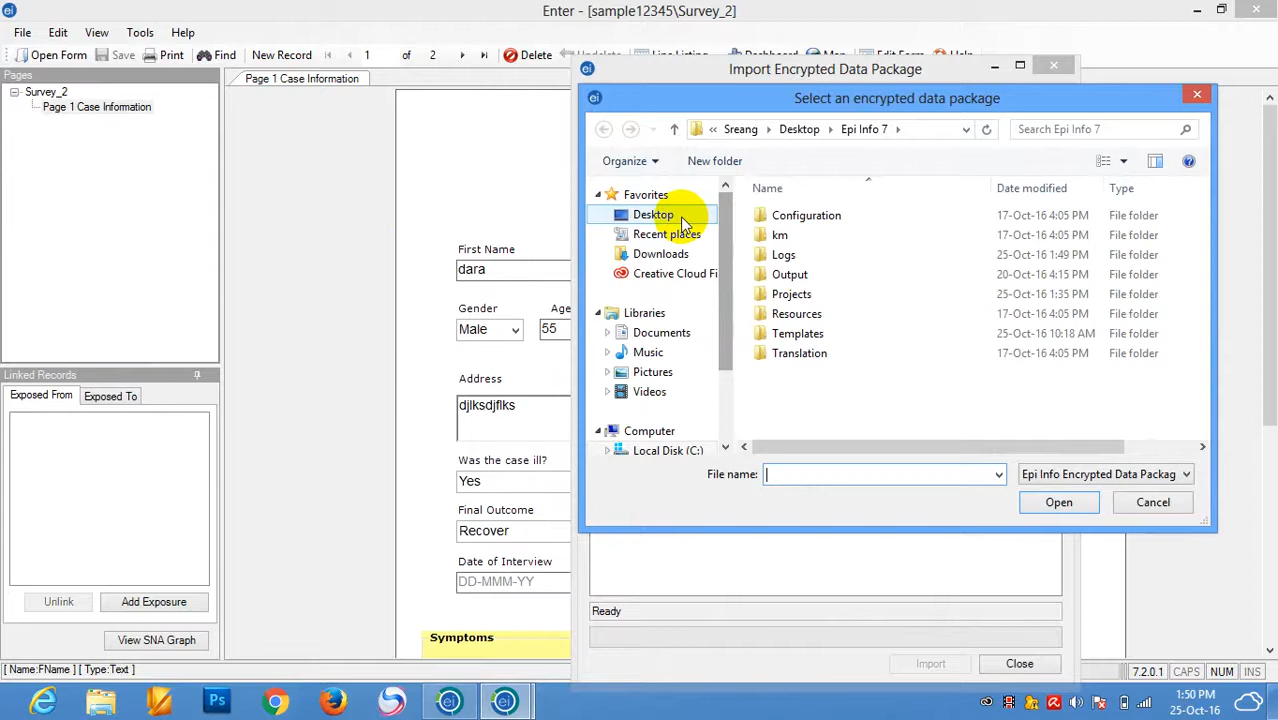 Enter - [sample12345\Survey_2]
File Edit View Tools Help
Open Form Save Print Find New Record 1 of 2 Delete Line Listing Dashboard Map Edit Form Help
Pages
Survey_2
Page 1 Case Information
Page 1 Case Information
Linked Records
Exposed From Exposed To
Unlink Add Exposure
View SNA Graph
First Name
dara
Gender Age
Male 55
Address
djlksdjflks
Was the case ill?
Yes
Final Outcome
Recover
Date of Interview
DD-MMM-YY
Symptoms
Import Encrypted Data Package
Select an encrypted data package
« Sreang Desktop Epi Info 7 Search Epi Info 7
Organize New folder
Favorites
Desktop
Recent places
Downloads
Creative Cloud Fi
Libraries
Documents
Music
Pictures
Videos
Computer
Local Disk (C:)
Name Date modified Type
Configuration 17-Oct-16 4:05 PM File folder
km 17-Oct-16 4:05 PM File folder
Logs 25-Oct-16 1:49 PM File folder
Output 20-Oct-16 4:15 PM File folder
Projects 25-Oct-16 1:35 PM File folder
Resources 17-Oct-16 4:05 PM File folder
Templates 25-Oct-16 10:18 AM File folder
Translation 17-Oct-16 4:05 PM File folder
File name: Epi Info Encrypted Data Packag
Open Cancel
Ready
Import Close
[ Name:FName ] [ Type:Text ] 7.2.0.1 CAPS NUM INS
Ps
1:50 PM
25-Oct-16